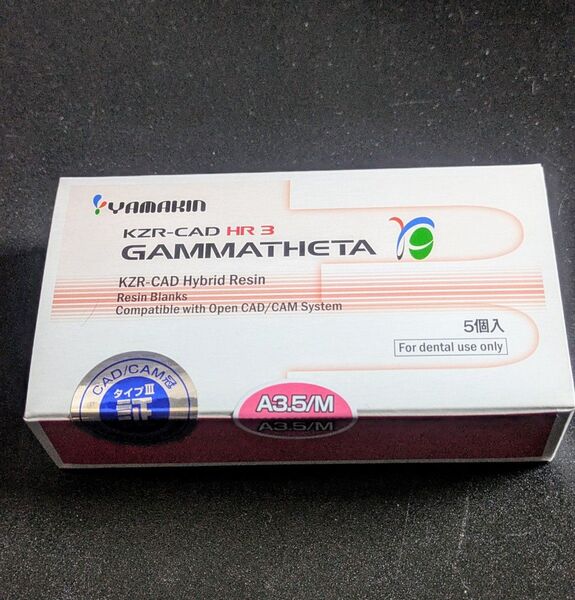 YAMAKIN
KZR-CAD HR 3
GAMMATHETA
KZR-CAD Hybrid Resin
Resin Blanks
Compatible with Open CAD/CAM System
5個入
For dental use only
CAD/CAM冠
タイプIII
A3.5/M
A3.5/M